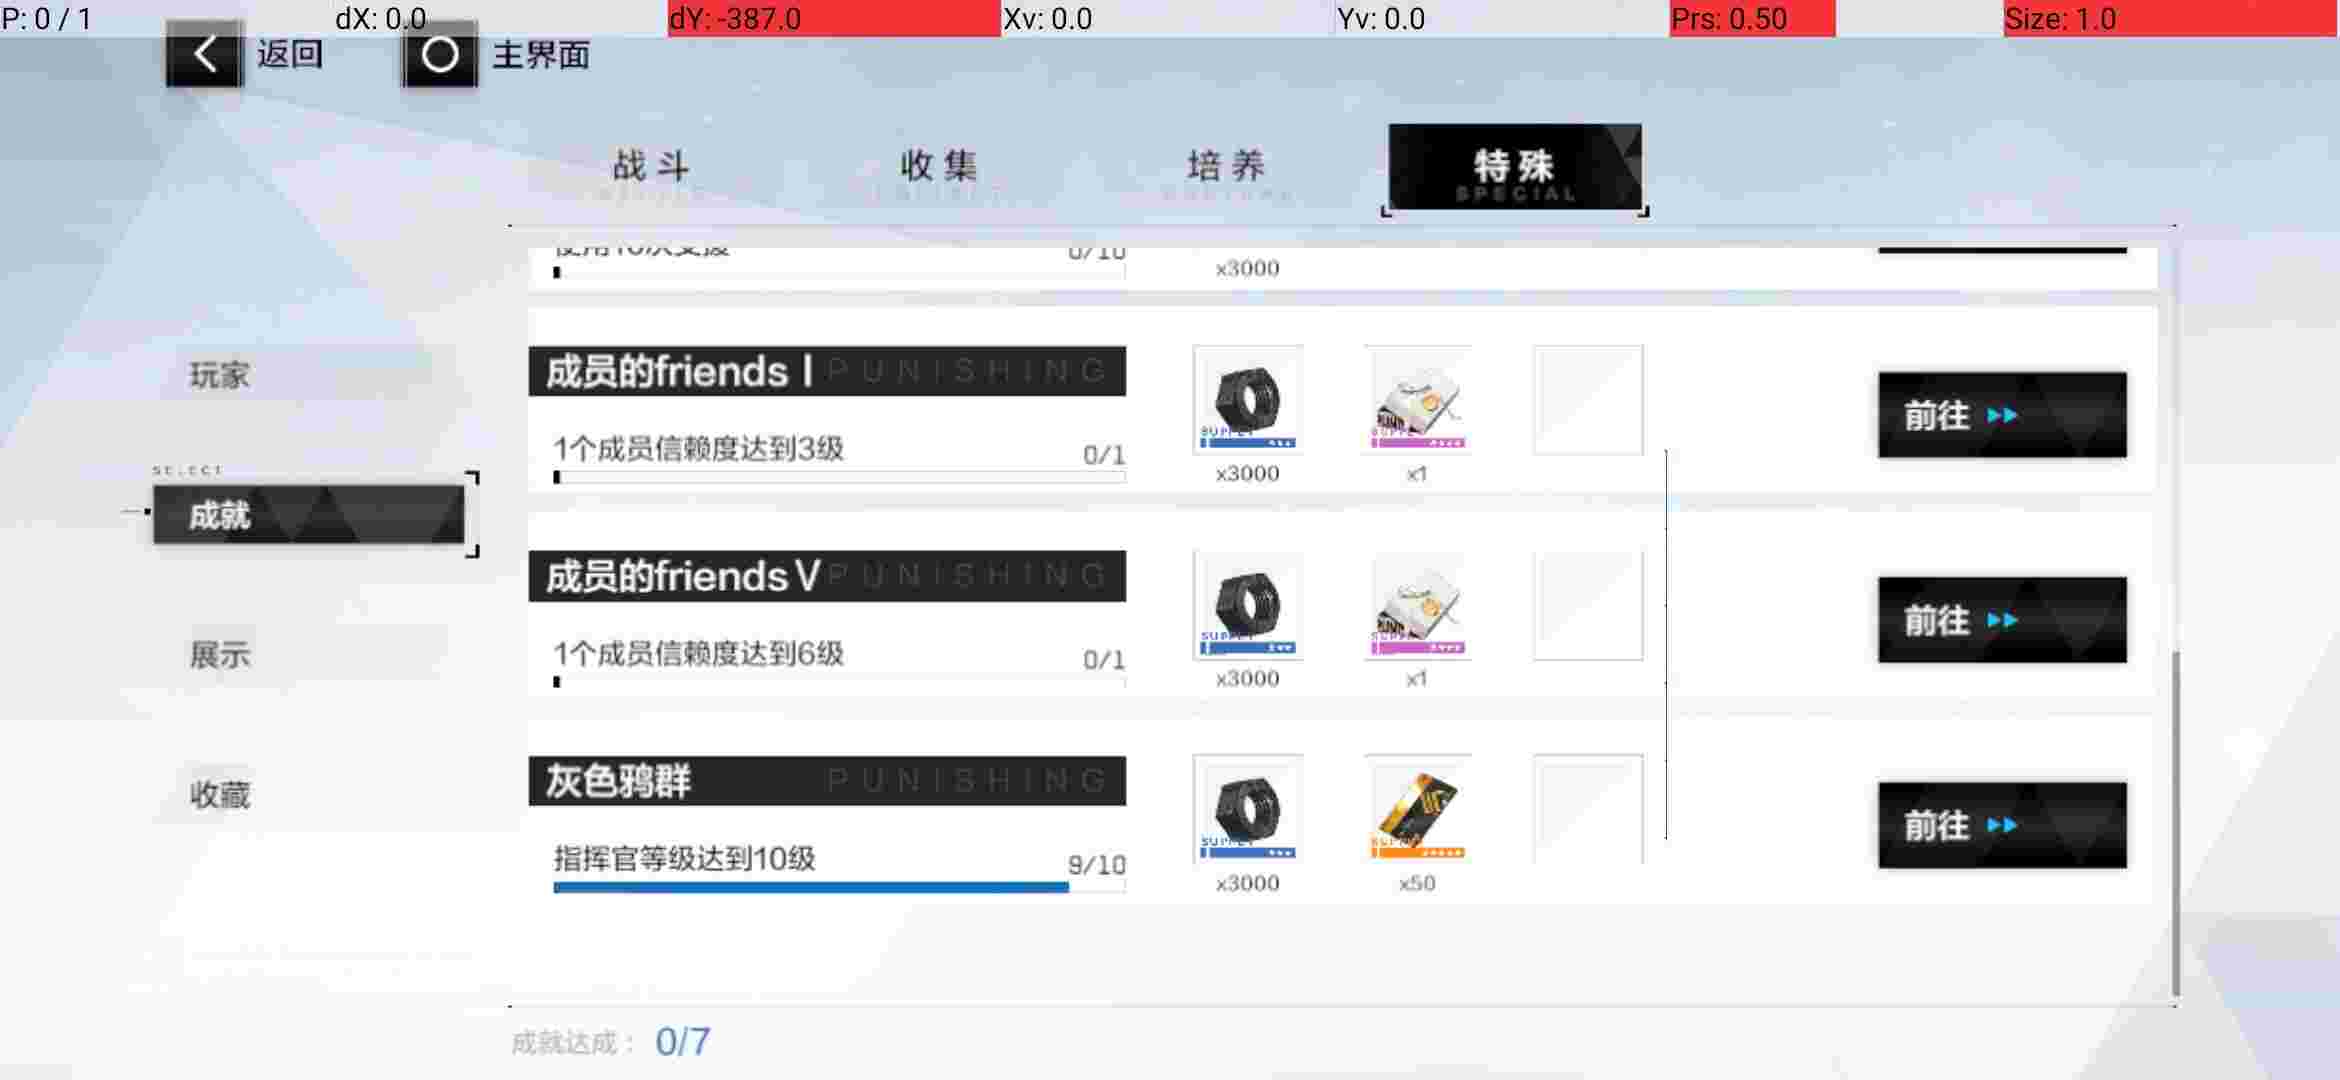 P: 0 / 1 dX: 0.0 dY: -387.0 Xv: 0.0 Yv: 0.0 Prs: 0.50 Size: 1.0
返回 主界面
战斗 收集 培养 特殊
SPECIAL
0/10
x3000
成员的friends Ⅰ PUNISHING
1个成员信赖度达到3级 0/1
x3000 x1
前往
成员的friends Ⅴ PUNISHING
1个成员信赖度达到6级 0/1
x3000 x1
前往
灰色鸦群 PUNISHING
指挥官等级达到10级 9/10
x3000 x50
前往
玩家
SELECT
成就
展示
收藏
成就达成： 0/7